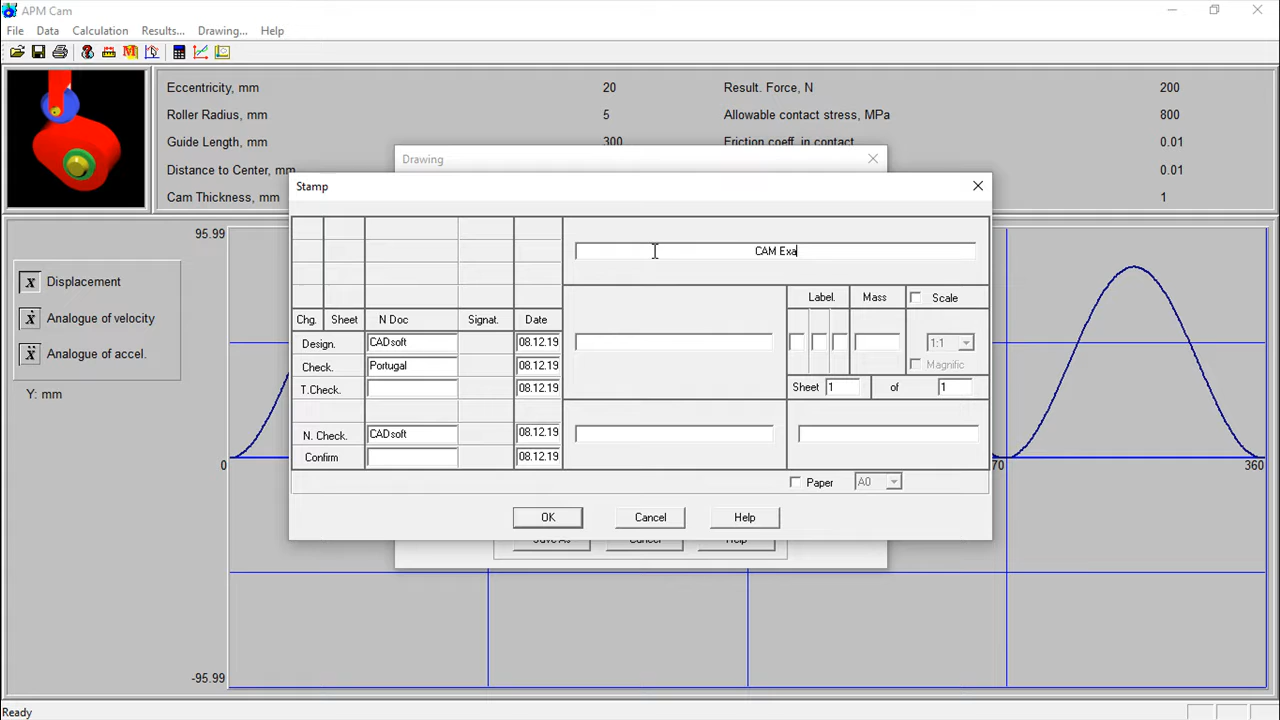 APM Cam
File Data Calculation Results... Drawing... Help
Eccentricity, mm 20 Result. Force, N 200
Roller Radius, mm 5 Allowable contact stress, MPa 800
Guide Length, mm 300 Friction coeff. in contact 0.01
Distance to Center, mm 0.01
Cam Thickness, mm 1
Drawing
Stamp
95.99
Displacement
Analogue of velocity
Analogue of accel.
Y: mm
CAM Exa
Label. Mass Scale
Chg. Sheet N Doc Signat. Date
Design. CADsoft 08.12.19
1:1
Check. Portugal 08.12.19
Magnific
T.Check. 08.12.19
Sheet 1 of 1
N. Check. CADsoft 08.12.19
Confirm 08.12.19
Paper A0
OK Cancel Help
Save As Cancel Help
0 70 360
-95.99
Ready